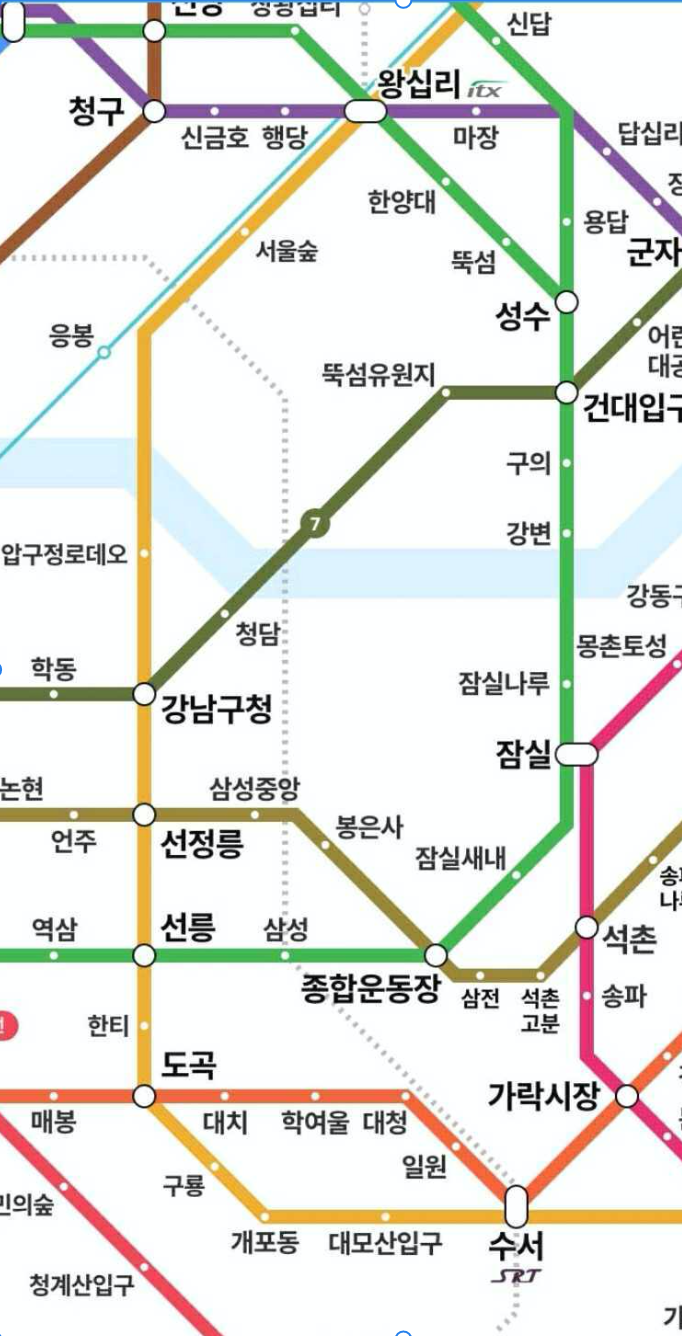 신답
왕십리 itx
청구
신금호 행당
마장
답십리
한양대
용답
서울숲
뚝섬
군자
성수
응봉
뚝섬유원지
건대입구
구의
7
강변
압구정로데오
청담
몽촌토성
학동
잠실나루
강남구청
잠실
논현
삼성중앙
봉은사
언주
선정릉
잠실새내
역삼
선릉
삼성
석촌
종합운동장
삼전
석촌
고분
송파
한티
도곡
가락시장
매봉
대치
학여울
대청
일원
구룡
개포동
대모산입구
수서
SRT
청계산입구